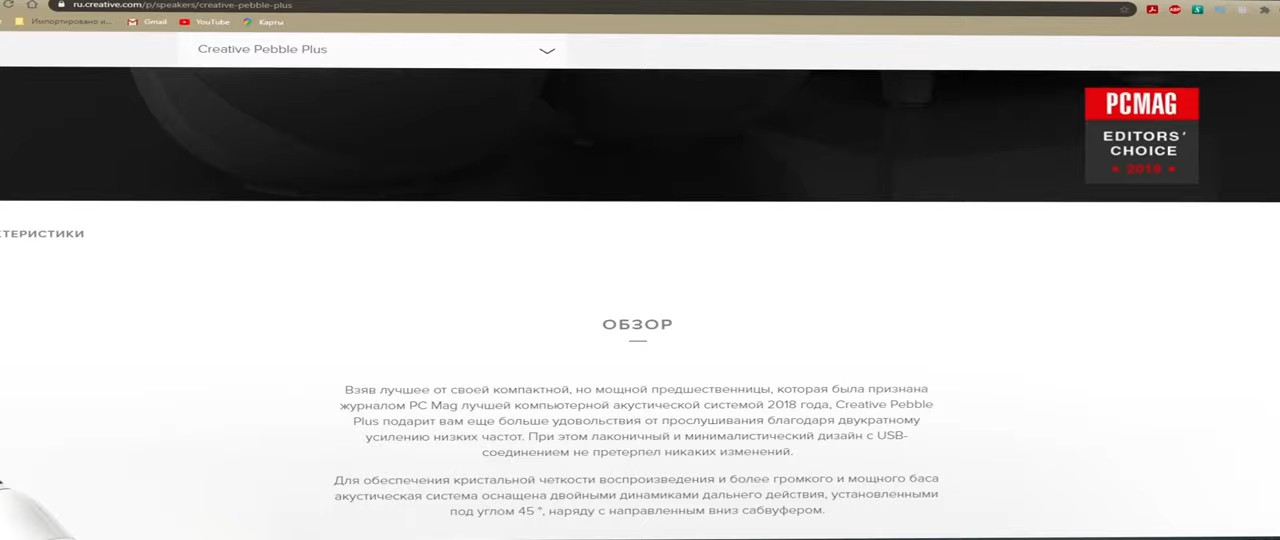 ru.creative.com/p/speakers/creative-pebble-plus
Импортировано и... Gmail YouTube Карты
Creative Pebble Plus
PCMAG
EDITORS'
CHOICE
2019
КТЕРИСТИКИ
ОБЗОР
Взяв лучшее от своей компактной, но мощной предшественницы, которая была признана
журналом PC Mag лучшей компьютерной акустической системой 2018 года, Creative Pebble
Plus подарит вам еще больше удовольствия от прослушивания благодаря двукратному
усилению низких частот. При этом лаконичный и минималистический дизайн с USB-
соединением не претерпел никаких изменений.
Для обеспечения кристальной четкости воспроизведения и более громкого и мощного баса
акустическая система оснащена двойными динамиками дальнего действия, установленными
под углом 45 °, наряду с направленным вниз сабвуфером.